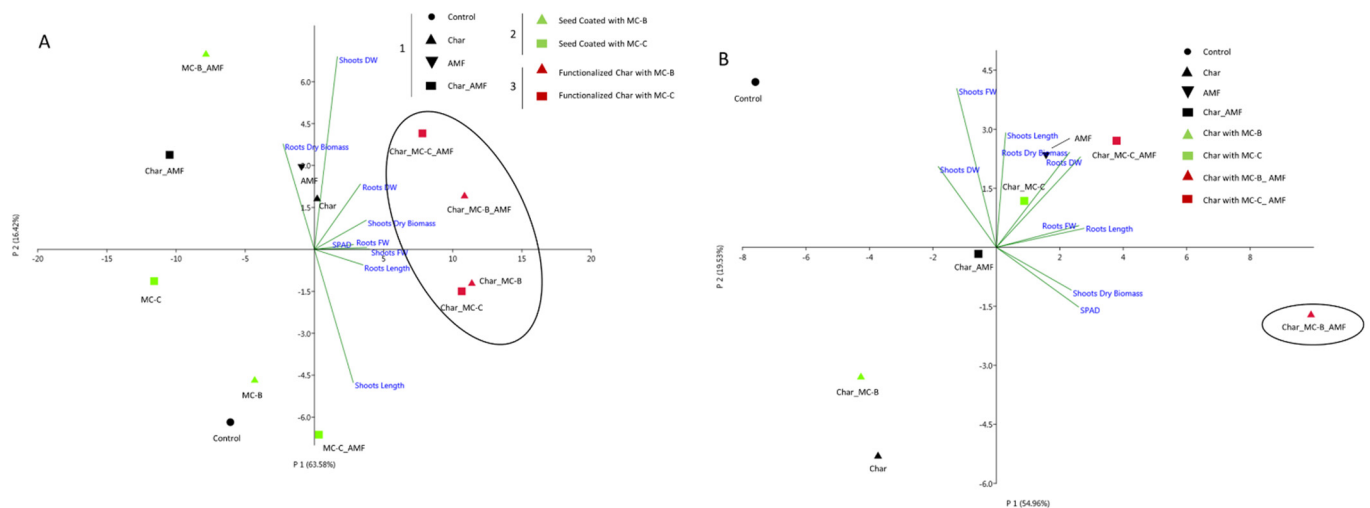 A
1
Control
Char
AMF
Char_AMF
2
Seed Coated with MC-B
Seed Coated with MC-C
3
Functionalized Char with MC-B
Functionalized Char with MC-C
MC-B_AMF
Shoots DW
6.0
4.5
Char_MC-C_AMF
Roots Dry Biomass
Char_AMF
3.0
AMF
Roots DW
Char
Char_MC-B_AMF
1.5
Shoots Dry Biomass
SPAD
Roots FW
Shoots FW
-20
-15
-10
-5
5
10
15
20
Roots Length
MC-C
-1.5
Char_MC-B
Char_MC-C
-3.0
-4.5
Shoots Length
MC-B
-6.0
Control
MC-C_AMF
P 1 (63.58%)
P 2 (16.42%)
B
Control
Char
AMF
Char_AMF
Char with MC-B
Char with MC-C
Char with MC-B_ AMF
Char with MC-C_ AMF
4.5
Control
Shoots FW
3.0
Shoots Length
AMF
Roots Dry Biomass
Roots DW
Char_MC-C_AMF
Shoots DW
1.5
Char_MC-C
Roots FW
Roots Length
-8
-6
-4
-2
2
4
6
8
Char_AMF
Shoots Dry Biomass
-1.5
SPAD
Char_MC-B_AMF
-3.0
Char_MC-B
-4.5
Char
-6.0
P 1 (54.96%)
P 2 (19.53%)